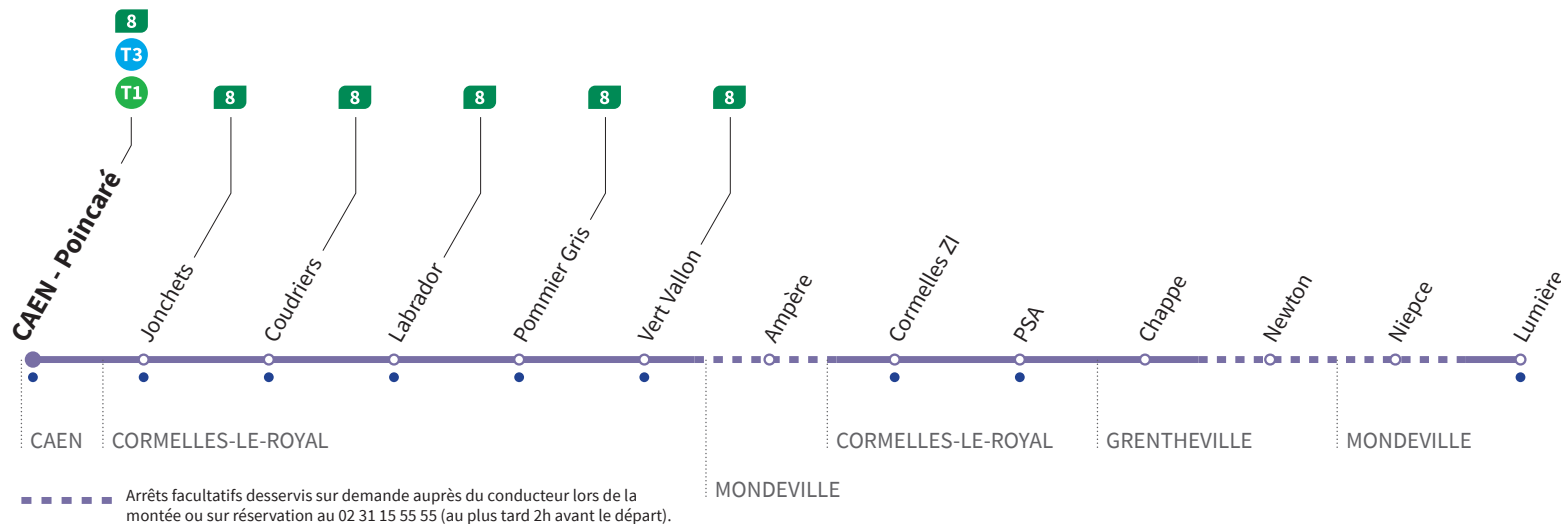 8
T3
T1
8
8
8
8
8
CAEN - Poincaré
Jonchets
Coudriers
Labrador
Pommier Gris
Vert Vallon
Ampère
Cormelles ZI
PSA
Chappe
Newton
Niepce
Lumière
CAEN
CORMELLES-LE-ROYAL
MONDEVILLE
CORMELLES-LE-ROYAL
GRENTHEVILLE
MONDEVILLE
Arrêts facultatifs desservis sur demande auprès du conducteur lors de la
montée ou sur réservation au 02 31 15 55 55 (au plus tard 2h avant le départ).